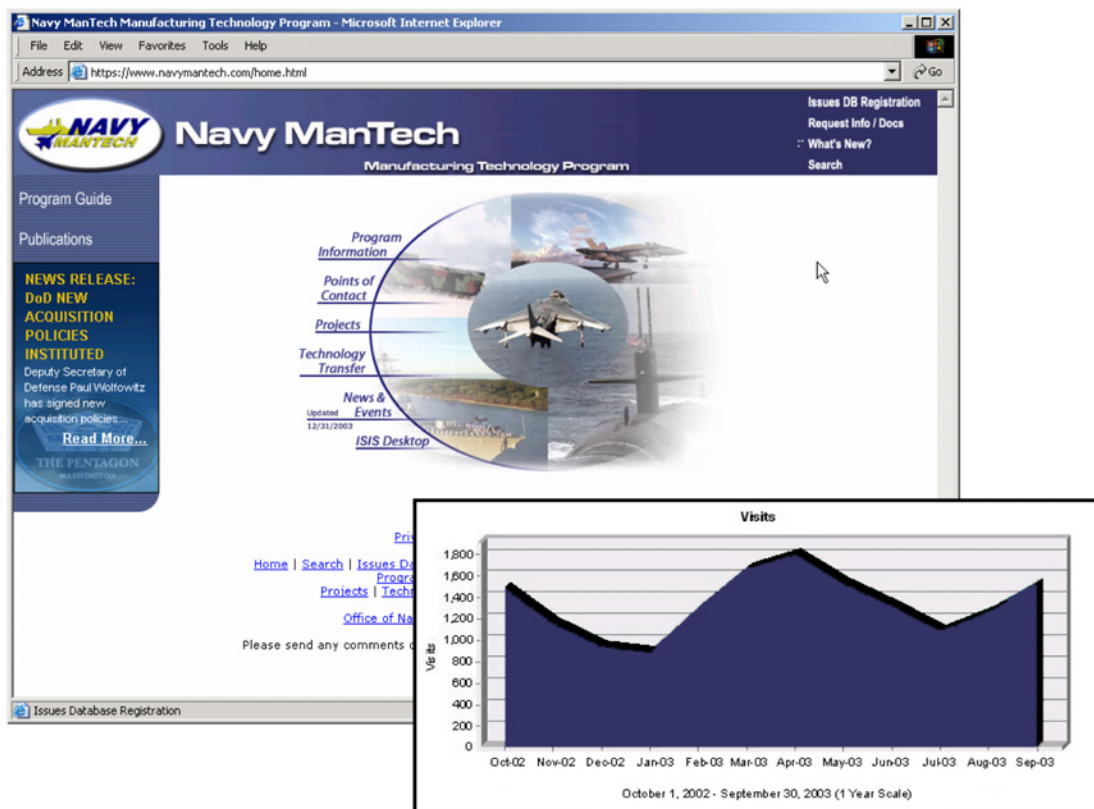 Navy ManTech Manufacturing Technology Program - Microsoft Internet Explorer
File Edit View Favorites Tools Help
Address https://www.navymantech.com/home.html Go
NAVY
MANTECH
Navy ManTech
Manufacturing Technology Program
Issues DB Registration
Request Info / Docs
:: What's New?
Search
Program Guide
Publications
NEWS RELEASE:
DoD NEW
ACQUISITION
POLICIES
INSTITUTED
Deputy Secretary of
Defense Paul Wolfowitz
has signed new
acquisition policies...
Read More...
THE PENTAGON
WASHINGTON
Program
Information
Points of
Contact
Projects
Technology
Transfer
News &
Updated Events
12/31/2003
ISIS Desktop
Home | Search | Issues
Projects |
Office of
Please send any comments
Issues Database Registration
Visits
Visits
1,800
1,600
1,400
1,200
1,000
800
600
400
200
0
Oct-02 Nov-02 Dec-02 Jan-03 Feb-03 Mar-03 Apr-03 May-03 Jun-03 Jul-03 Aug-03 Sep-03
October 1, 2002 - September 30, 2003 (1 Year Scale)